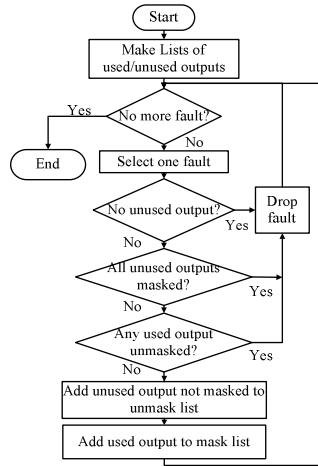 Start
Make Lists of
used/unused outputs
No more fault?
Yes
No
End
Select one fault
No unused output?
Yes
Drop
fault
No
All unused outputs
masked?
Yes
No
Any used output
unmasked?
Yes
No
Add unused output not masked to
unmask list
Add used output to mask list